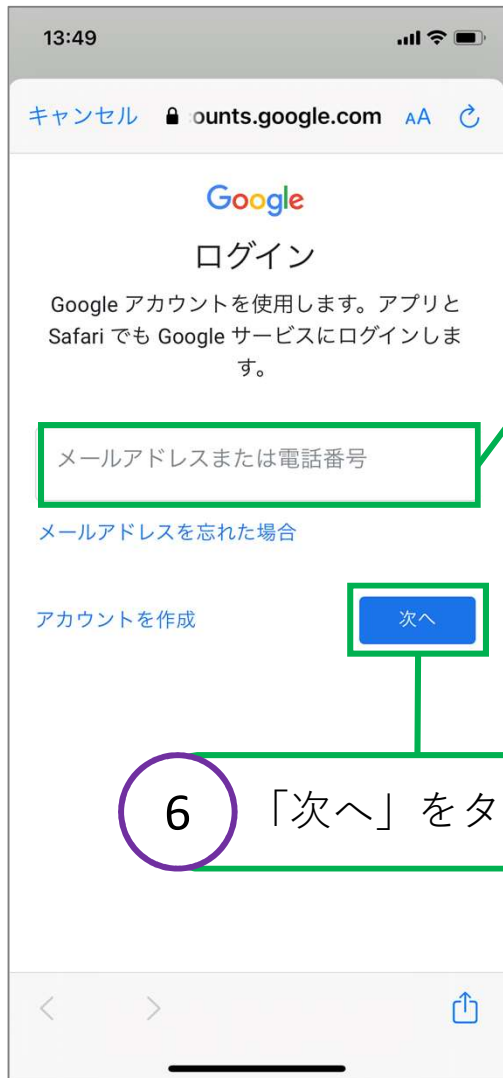 13:49
キャンセル ounts.google.com AA
Google
ログイン
Google アカウントを使用します。アプリと
Safari でも Google サービスにログインしま
す。
メールアドレスまたは電話番号
メールアドレスを忘れた場合
アカウントを作成 次へ
6 「次へ」をタ